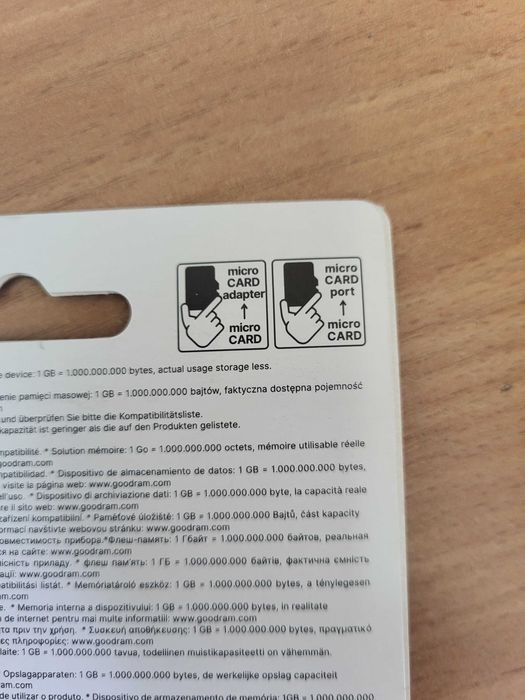 micro
CARD
adapter
↑
micro
CARD
micro
CARD
port
↑
micro
CARD
e device: 1 GB = 1.000.000.000 bytes, actual usage storage less.
enie pamięci masowej: 1 GB = 1.000.000.000 bajtów, faktyczna dostępna pojemność
und überprüfen Sie bitte die Kompatibilitätsliste.
kapazität ist geringer als die auf den Produkten gelistete.
mpatibilité. * Solution mémoire: 1 Go = 1.000.000.000 octets, mémoire utilisable réelle
goodram.com
mpatibilidad. * Dispositivo de almacenamiento de datos: 1 GB = 1.000.000.000 bytes,
visite la página web: www.goodram.com
ell'uso. * Dispositivo di archiviazione dati: 1 GB = 1.000.000.000 byte, la capacità reale
re il sito web: www.goodram.com
zařízení kompatibilní. * Paměťové úložiště: 1 GB = 1.000.000.000 Bajtů, část kapacity
formací navštivte webovou stránku: www.goodram.com
овместимость прибора.*Флеш-память: 1 Гбайт = 1.000.000.000 байтов, реальная
ся на сайте: www.goodram.com
існість приладу. * флеш пам'ять: 1 ГБ = 1.000.000.000 байтів, фактична ємність
ації: www.goodram.com
atibilitási listát. * Memóriatároló eszköz: 1 GB = 1.000.000.000 bytes, a ténylegesen
m.com
e. * Memoria interna a dispozitivului: 1 GB = 1.000.000.000 bytes, in realitate
de internet pentru mai multe informatii: www.goodram.com
τα πριν την χρήση. * Συσκευή αποθήκευσης: 1 GB = 1.000.000.000 bytes, πραγματικό
ες πληροφορίες: www.goodram.com
laite: 1 GB = 1.000.000.000 tavua, todellinen muistikapasiteetti on vähemmän.
Opslagapparaten: 1 GB = 1.000.000.000 bytes, de werkelijke opslag capaciteit
ram.com
de utilizar o produto. * Dispositivo de armazenamento de memória: 1GB = 1.000.000.000